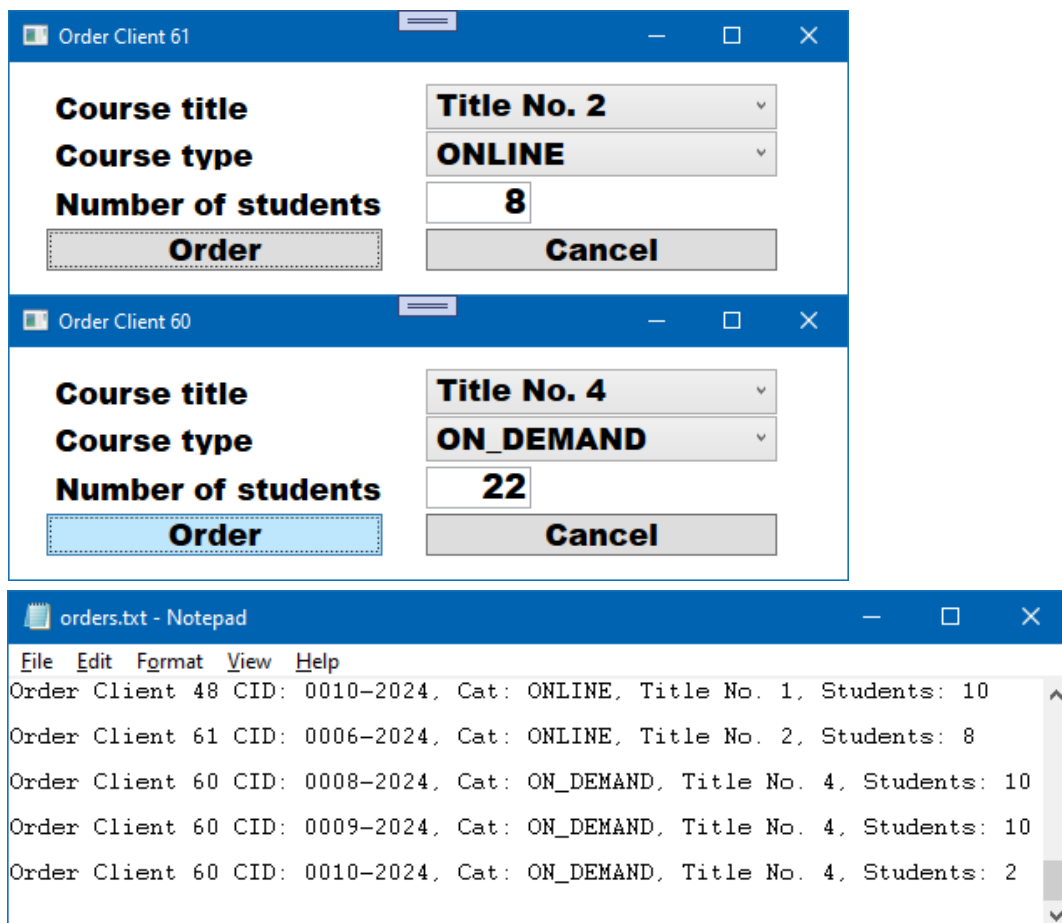 Order Client 61
Course title Title No. 2
Course type ONLINE
Number of students 8
Order Cancel
Order Client 60
Course title Title No. 4
Course type ON_DEMAND
Number of students 22
Order Cancel
orders.txt - Notepad
File Edit Format View Help
Order Client 48 CID: 0010-2024, Cat: ONLINE, Title No. 1, Students: 10
Order Client 61 CID: 0006-2024, Cat: ONLINE, Title No. 2, Students: 8
Order Client 60 CID: 0008-2024, Cat: ON_DEMAND, Title No. 4, Students: 10
Order Client 60 CID: 0009-2024, Cat: ON_DEMAND, Title No. 4, Students: 10
Order Client 60 CID: 0010-2024, Cat: ON_DEMAND, Title No. 4, Students: 2